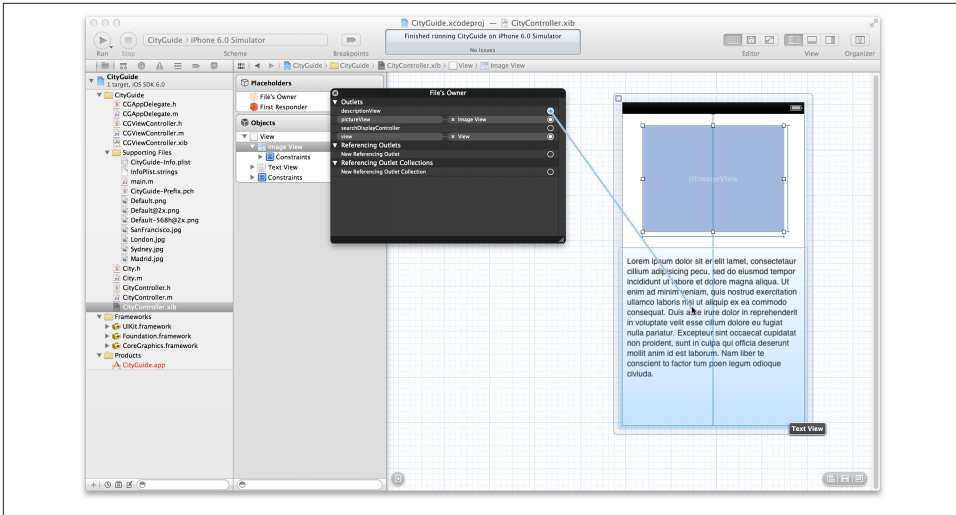 CityGuide.xcodeproj — CityController.xib
Run
Stop
CityGuide
iPhone 6.0 Simulator
Scheme
Breakpoints
Finished running CityGuide on iPhone 6.0 Simulator
No Issues
Editor
View
Organizer
CityGuide
CityGuide
CityController.xib
View
Image View
CityGuide
1 target, iOS SDK 6.0
CityGuide
CGAppDelegate.h
CGAppDelegate.m
CGViewController.h
CGViewController.m
CGViewController.xib
Supporting Files
CityGuide-Info.plist
InfoPlist.strings
main.m
CityGuide-Prefix.pch
Default.png
Default@2x.png
Default-568h@2x.png
SanFrancisco.jpg
London.jpg
Sydney.jpg
Madrid.jpg
City.h
City.m
CityController.h
CityController.m
CityController.xib
Frameworks
UIKit.framework
Foundation.framework
CoreGraphics.framework
Products
CityGuide.app
Placeholders
File's Owner
First Responder
Objects
View
Image View
Constraints
Text View
Constraints
File's Owner
Outlets
descriptionView
pictureView
Image View
searchDisplayController
view
View
Referencing Outlets
New Referencing Outlet
Referencing Outlet Collections
New Referencing Outlet Collection
UIImageView
Lorem ipsum dolor sit er elit lamet, consectetaur
cillium adipisicing pecu, sed do eiusmod tempor
incididunt ut labore et dolore magna aliqua. Ut
enim ad minim veniam, quis nostrud exercitation
ullamco laboris nisi ut aliquip ex ea commodo
consequat. Duis aute irure dolor in reprehenderit
in voluptate velit esse cillum dolore eu fugiat
nulla pariatur. Excepteur sint occaecat cupidatat
non proident, sunt in culpa qui officia deserunt
mollit anim id est laborum. Nam liber te
conscient to factor tum poen legum odioque
civiuda.
Text View